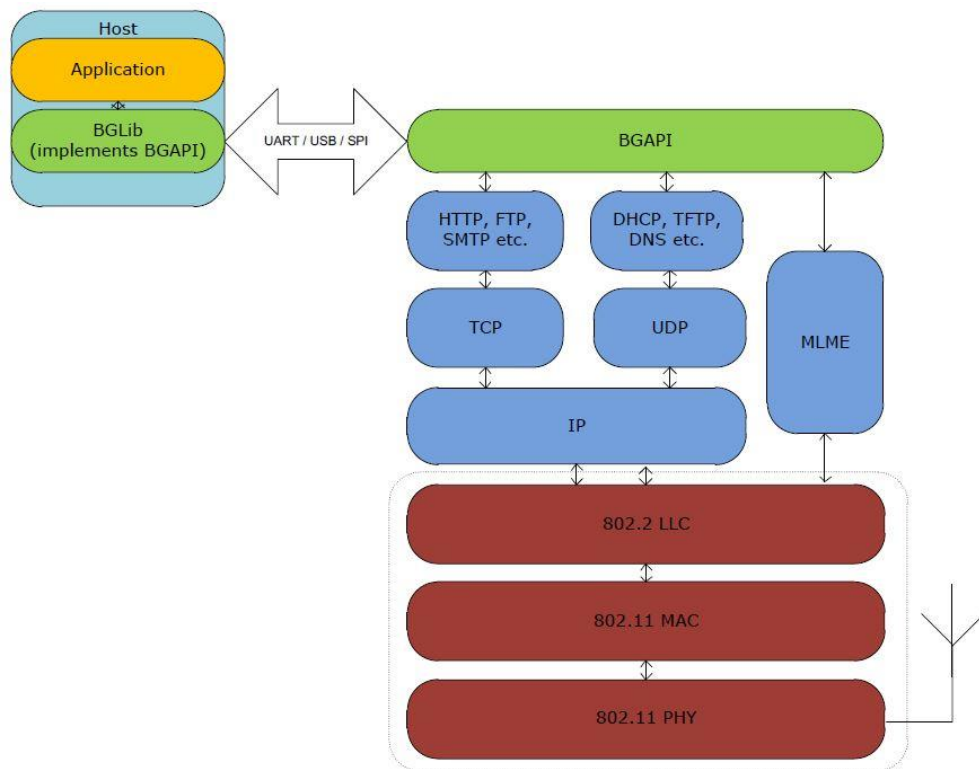 Host
Application
BGLib
(implements BGAPI)
UART / USB / SPI
BGAPI
HTTP, FTP,
SMTP etc.
DHCP, TFTP,
DNS etc.
TCP
UDP
MLME
IP
802.2 LLC
802.11 MAC
802.11 PHY